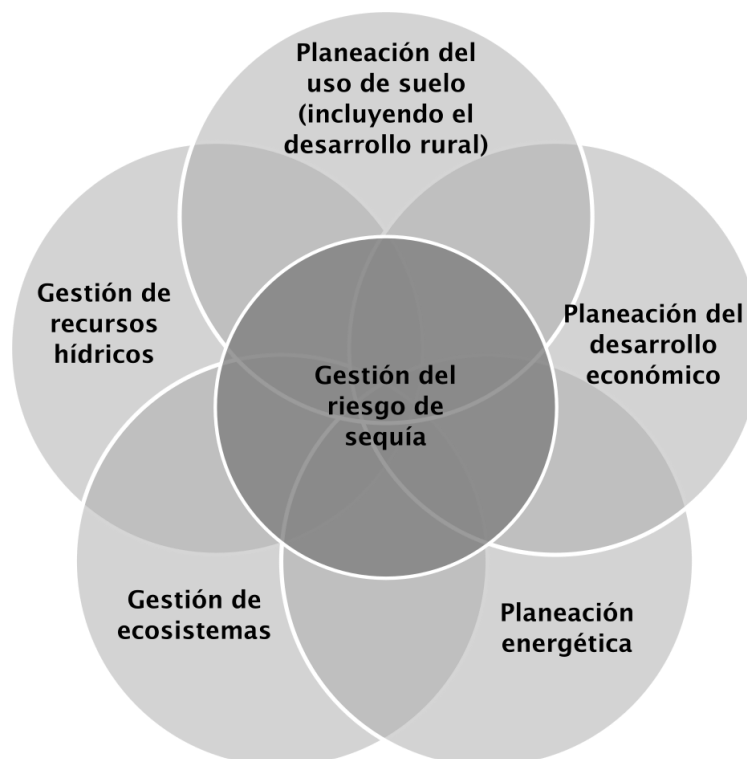 Planeación del
uso de suelo
(incluyendo el
desarrollo rural)
Gestión de
recursos
hídricos
Planeación del
desarrollo
económico
Gestión del
riesgo de
sequía
Gestión de
ecosistemas
Planeación
energética